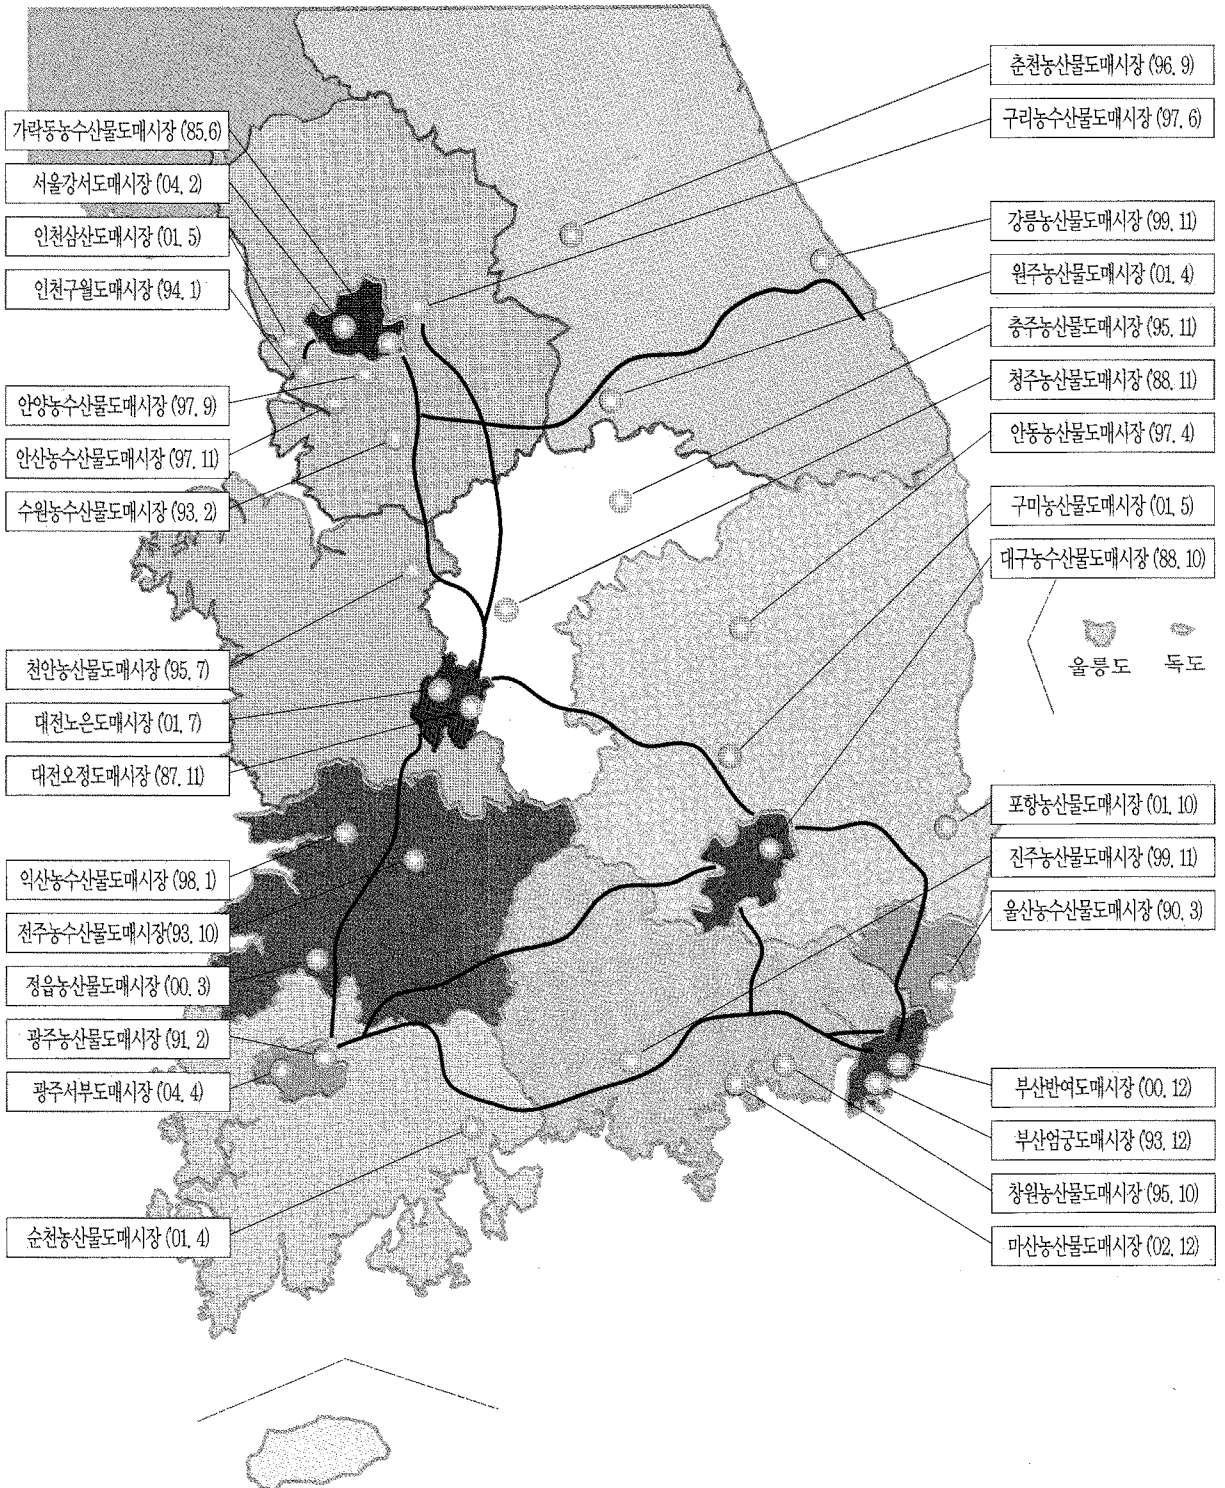 춘천농산물도매시장 ('96. 9)
구리농수산물도매시장 ('97. 6)
가락동농수산물도매시장 ('85.6)
서울강서도매시장 ('04. 2)
인천삼산도매시장 ('01. 5)
인천구월도매시장 ('94. 1)
강릉농산물도매시장 ('99. 11)
원주농산물도매시장 ('01. 4)
충주농산물도매시장 ('95. 11)
청주농산물도매시장 ('88. 11)
안동농산물도매시장 ('97. 4)
구미농산물도매시장 ('01. 5)
대구농수산물도매시장 ('88. 10)
안양농수산물도매시장 ('97. 9)
안산농수산물도매시장 ('97. 11)
수원농수산물도매시장 ('93. 2)
울릉도 독도
천안농산물도매시장 ('95. 7)
대전노은도매시장 ('01. 7)
대전오정도매시장 ('87. 11)
포항농산물도매시장 ('01. 10)
진주농산물도매시장 ('99. 11)
울산농수산물도매시장 ('90. 3)
익산농수산물도매시장 ('98. 1)
전주농수산물도매시장('93. 10)
정읍농산물도매시장 ('00. 3)
광주농산물도매시장 ('91. 2)
광주서부도매시장 ('04. 4)
부산반여도매시장 ('00. 12)
부산엄궁도매시장 ('93. 12)
창원농산물도매시장 ('95. 10)
마산농산물도매시장 ('02. 12)
순천농산물도매시장 ('01. 4)